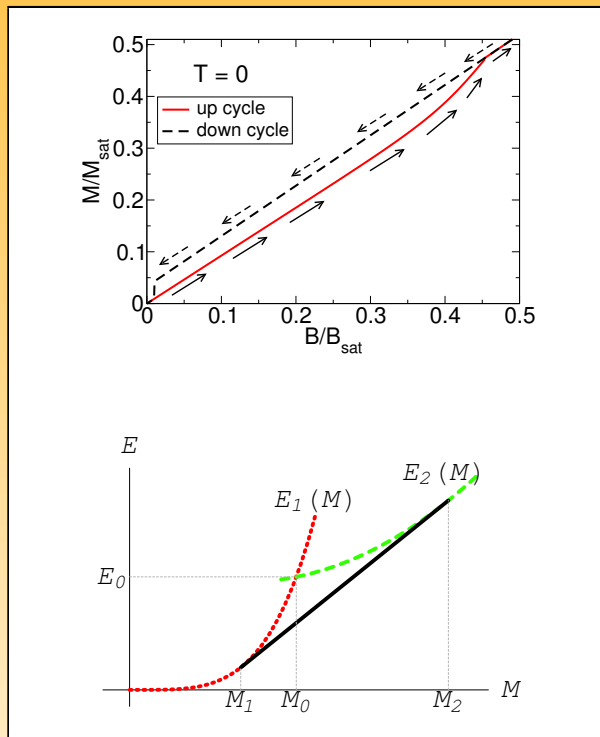 0.5
T = 0
0.4
up cycle
down cycle
M/M_sat
0.3
0.2
0.1
0
0 0.1 0.2 0.3 0.4 0.5
B/B_sat
E
E_1 (M)
E_2 (M)
E_0
M_1 M_0 M_2 M